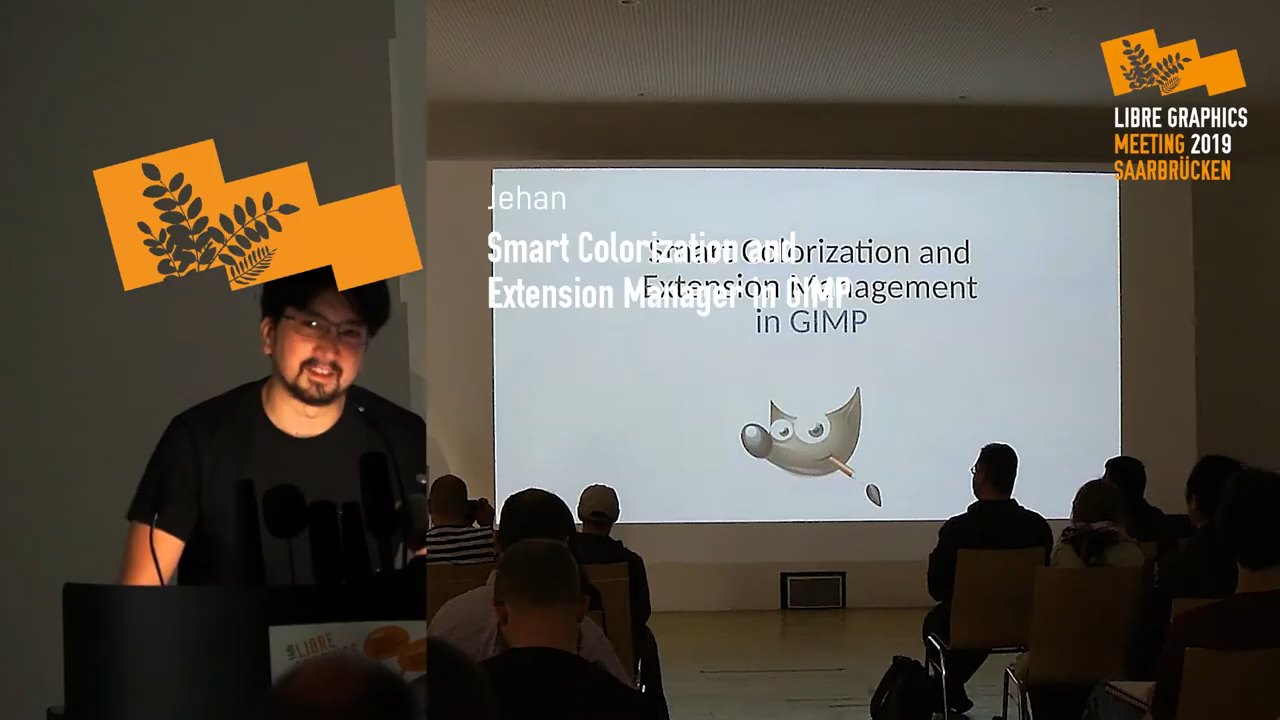 Jehan
Smart Colorization and
Extension Manager in GIMP
Smart Colorization and
Extension Management
in GIMP
LIBRE GRAPHICS
MEETING 2019
SAARBRÜCKEN
LIBRE